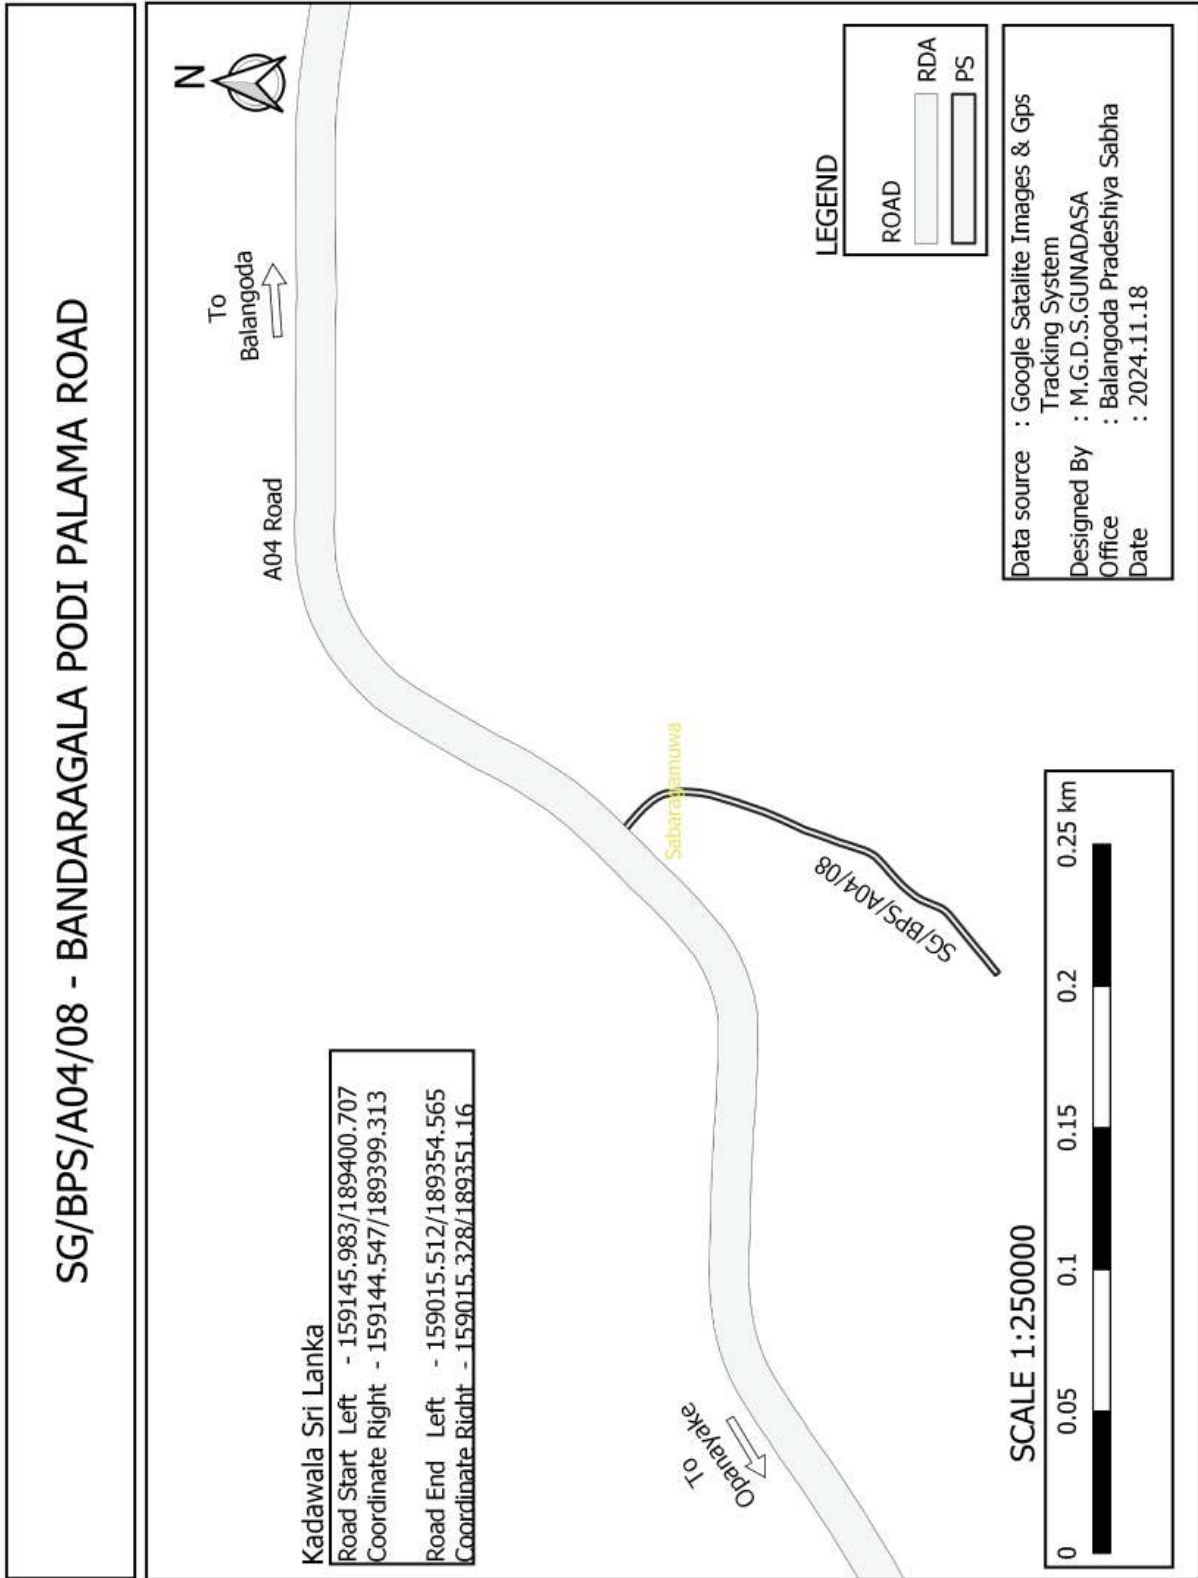 SG/BPS/A04/08 - BANDARAGALA PODI PALAMA ROAD
N
To
Balangoda
A04 Road
Kadawala Sri Lanka
Road Start Left - 159145.983/189400.707
Coordinate Right - 159144.547/189399.313
Road End Left - 159015.512/189354.565
Coordinate Right - 159015.328/189351.16
Sabaragamuwa
SG/BPS/A04/08
To
Opanayake
LEGEND
ROAD
RDA
PS
SCALE 1:250000
0 0.05 0.1 0.15 0.2 0.25 km
Data source : Google Satalite Images & Gps
Tracking System
Designed By : M.G.D.S.GUNADASA
Office : Balangoda Pradeshiya Sabha
Date : 2024.11.18